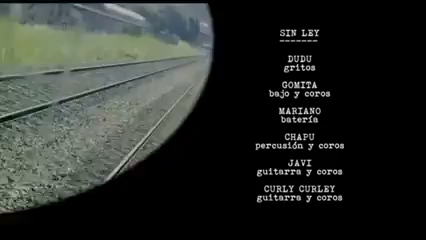 SIN LEY
-------
DUDU
gritos
GOMITA
bajo y coros
MARIANO
batería
CHAPU
percusión y coros
JAVI
guitarra y coros
CURLY CURLEY
guitarra y coros